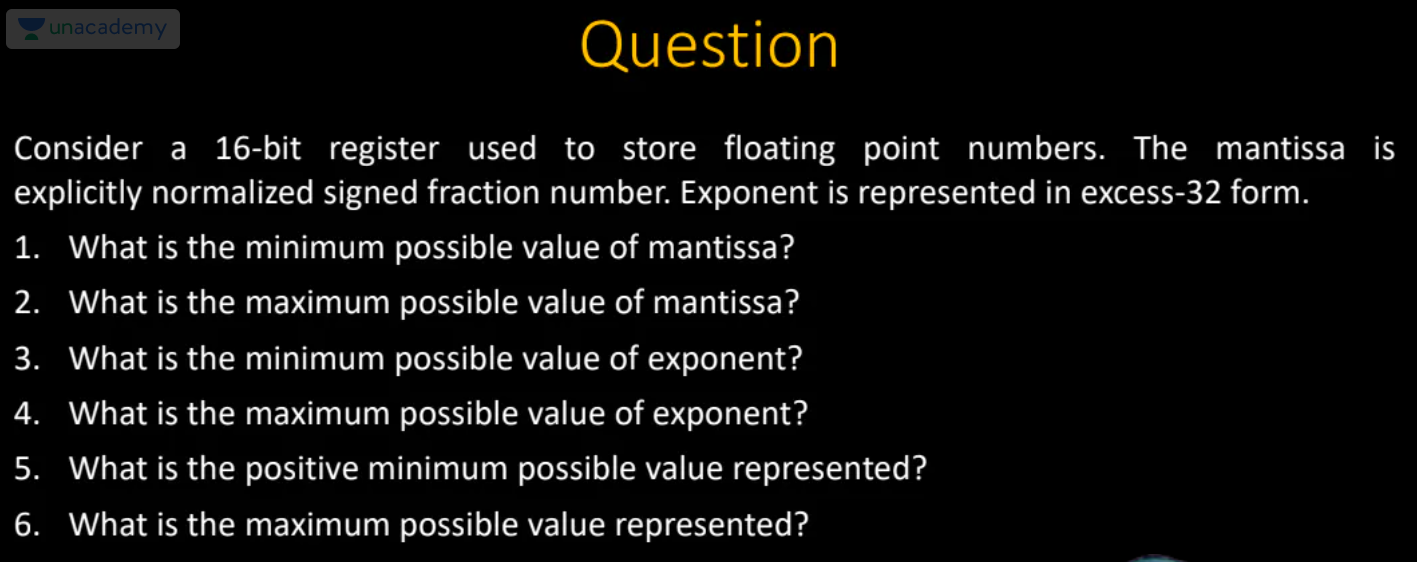 unacademy
Question
Consider a 16-bit register used to store floating point numbers. The mantissa is
explicitly normalized signed fraction number. Exponent is represented in excess-32 form.
1. What is the minimum possible value of mantissa?
2. What is the maximum possible value of mantissa?
3. What is the minimum possible value of exponent?
4. What is the maximum possible value of exponent?
5. What is the positive minimum possible value represented?
6. What is the maximum possible value represented?